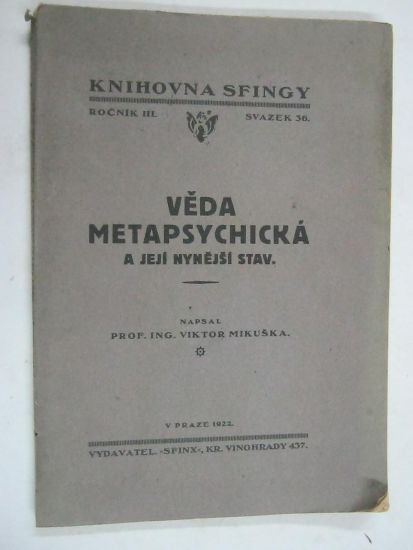 KNIHOVNA SFINGY
ROČNÍK III. SVAZEK 36.
VĚDA
METAPSYCHICKÁ
A JEJÍ NYNĚJŠÍ STAV.
NAPSAL
PROF. ING. VIKTOR MIKUŠKA.
V PRAZE 1922.
VYDAVATEL. »SFINX«, KR. VINOHRADY 437.